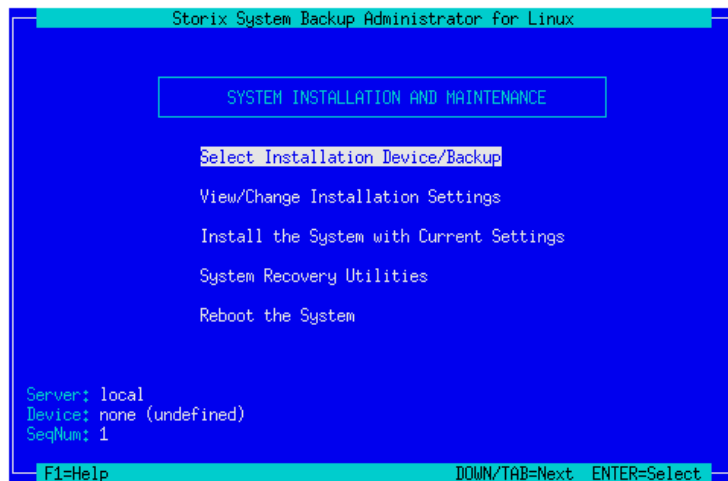 Storix System Backup Administrator for Linux
SYSTEM INSTALLATION AND MAINTENANCE
Select Installation Device/Backup
View/Change Installation Settings
Install the System with Current Settings
System Recovery Utilities
Reboot the System
Server: local
Device: none (undefined)
SeqNum: 1
F1=Help DOWN/TAB=Next ENTER=Select